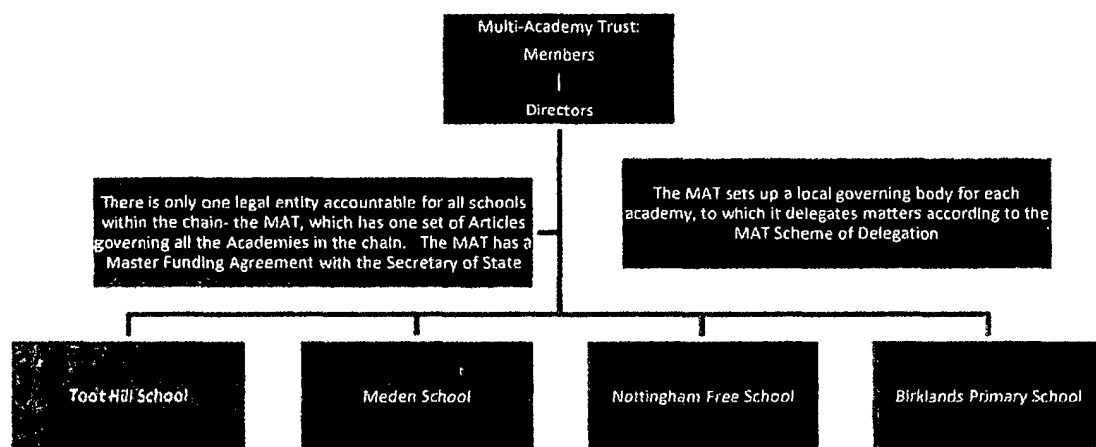 Multi-Academy Trust:
Members
Directors
There is only one legal entity accountable for all schools
within the chain- the MAT, which has one set of Articles
governing all the Academies in the chain. The MAT has a
Master Funding Agreement with the Secretary of State
The MAT sets up a local governing body for each
academy, to which it delegates matters according to the
MAT Scheme of Delegation
Toot Hill School
Meden School
Nottingham Free School
Birklands Primary School